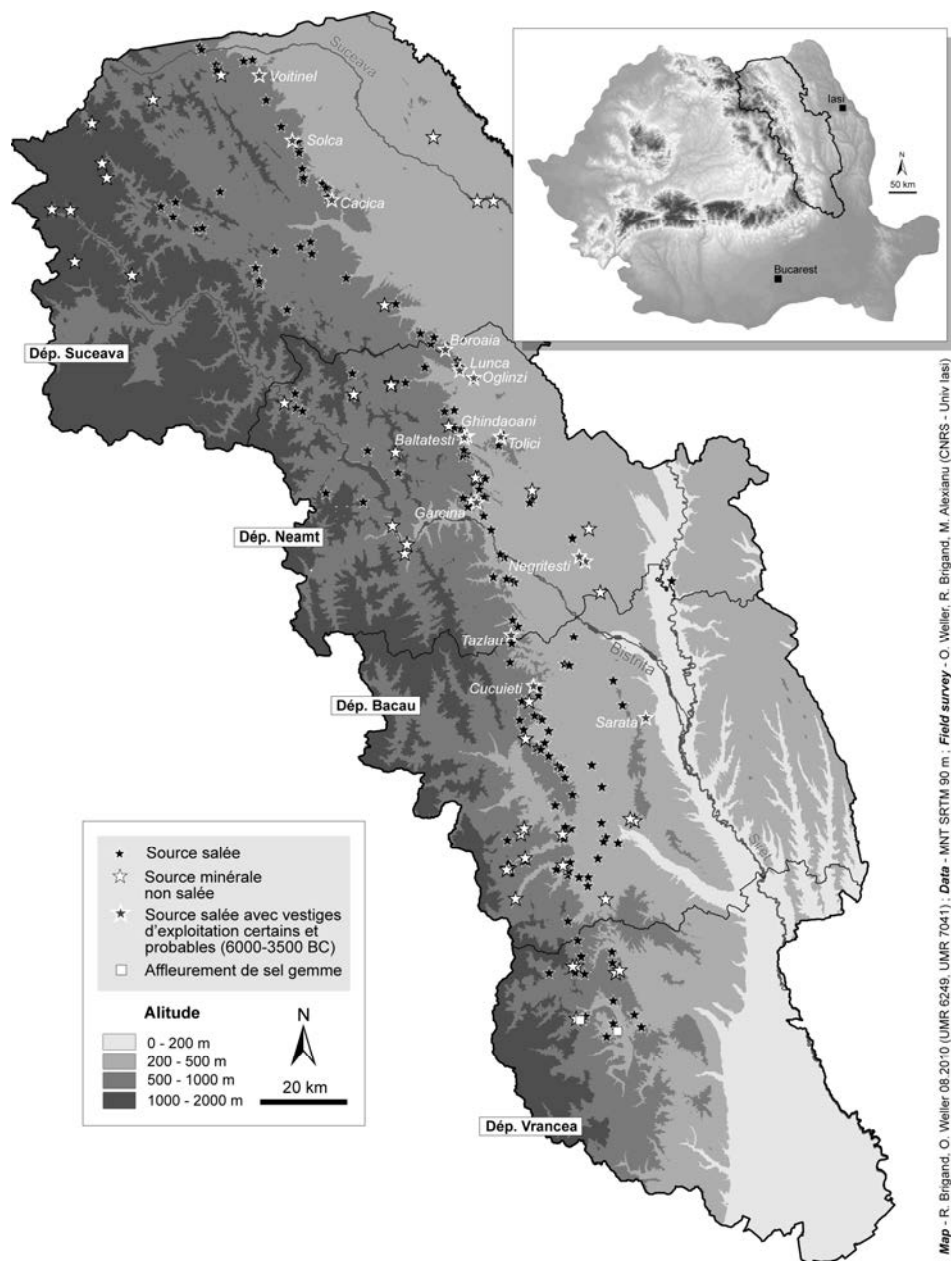 Suceava
Voitinel
Solca
Cacica
Iasi
N
50 km
Bucarest
Dép. Suceava
Boroaia
Lunca
Oglinzi
Ghindaoani
Baltatesti
Tolici
Garcina
Dép. Neamt
Negritesti
Tazlau
Bistrita
Cucuieti
Dép. Bacau
Sarata
Siret
Source salée
Source minérale
non salée
Source salée avec vestiges
d'exploitation certains et
probables (6000-3500 BC)
Affleurement de sel gemme
Altitude
0 - 200 m
200 - 500 m
500 - 1000 m
1000 - 2000 m
N
20 km
Dép. Vrancea
Map - R. Brigand, O. Weller 08.2010 (UMR 6249, UMR 7041) ; Data - MNT SRTM 90 m ; Field survey - O. Weller, R. Brigand, M. Alexianu (CNRS - Univ Iasi)